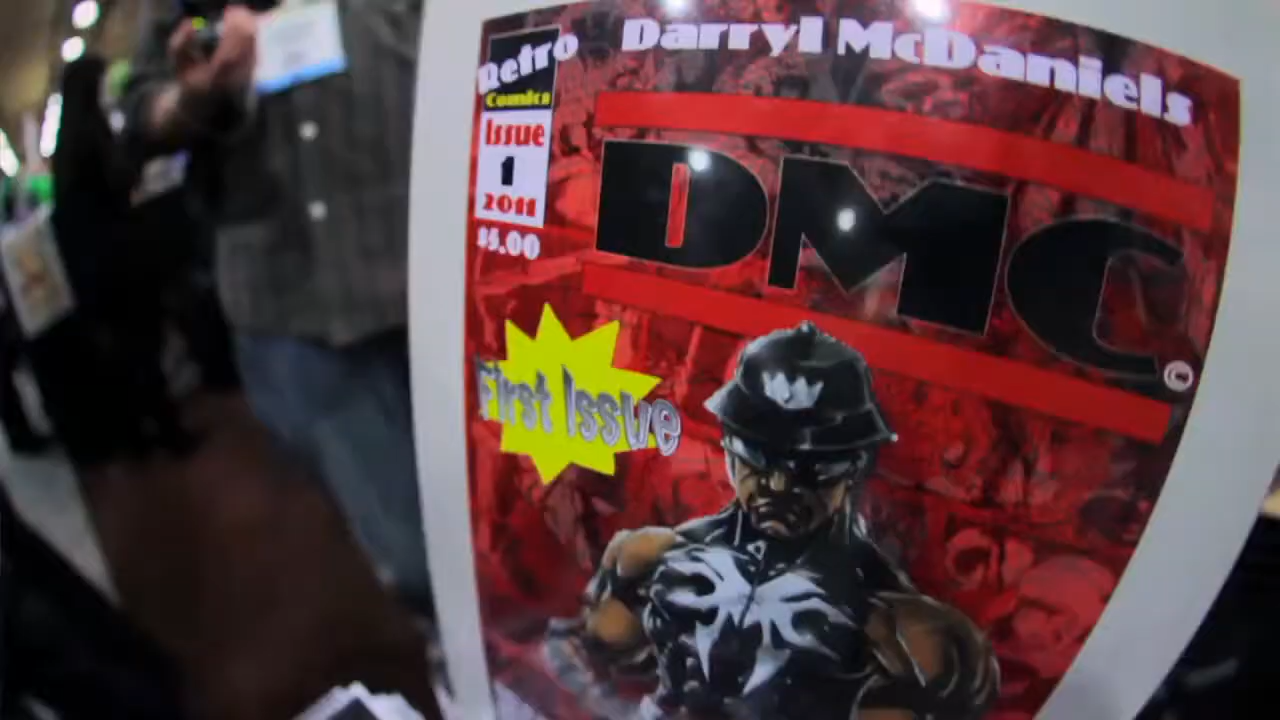 Retro
Comics
Issue
1
2011
$5.00
Darryl McDaniels
DMC
©
First Issue